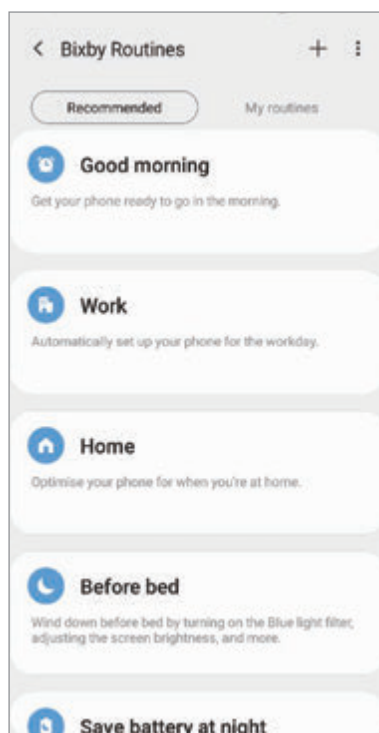 Bixby Routines
Recommended
My routines
Good morning
Get your phone ready to go in the morning.
Work
Automatically set up your phone for the workday.
Home
Optimise your phone for when you're at home.
Before bed
Wind down before bed by turning on the Blue light filter,
adjusting the screen brightness, and more.
Save battery at night